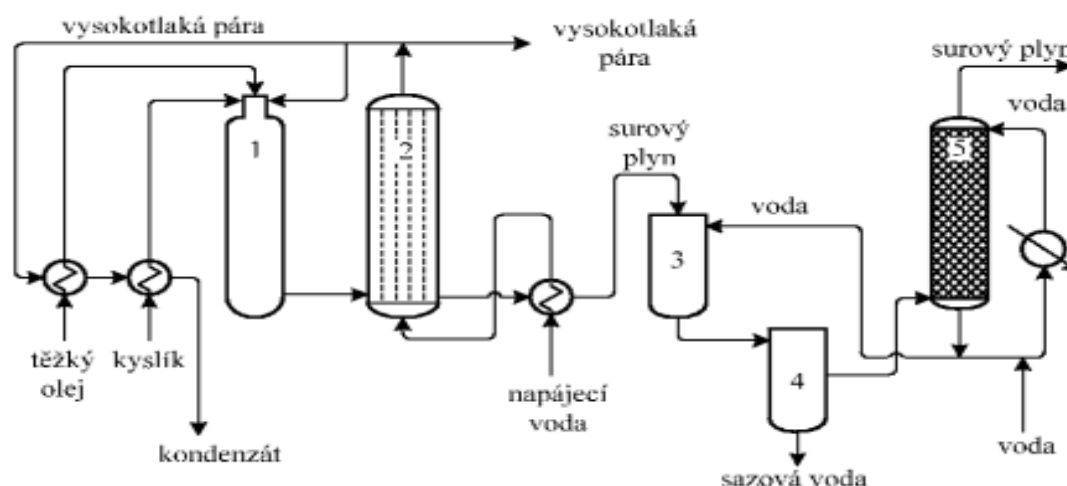 vysokotlaká pára
vysokotlaká
pára
surový plyn
voda
1
2
surový
plyn
5
voda
3
4
těžký
olej
kyslík
napájecí
voda
kondenzát
voda
sazová voda